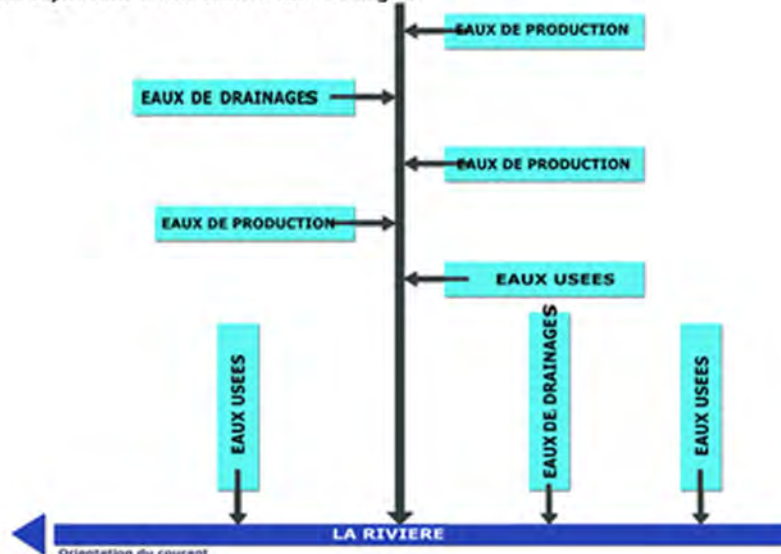 EAUX DE PRODUCTION
EAUX DE DRAINAGES
EAUX DE PRODUCTION
EAUX DE PRODUCTION
EAUX USEES
EAUX USEES
EAUX DE DRAINAGES
EAUX USEES
LA RIVIERE
Orientation du courant